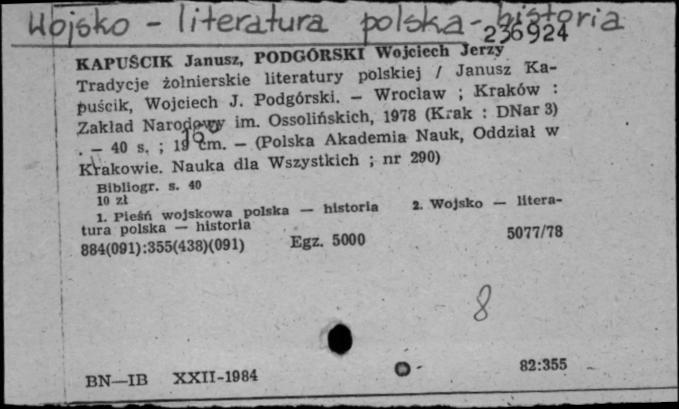 Wojsko - literatura polska - historia
236924
KAPUŚCIK Janusz, PODGÓRSKI Wojciech Jerzy
Tradycje żołnierskie literatury polskiej / Janusz Ka-
puścik, Wojciech J. Podgórski. — Wrocław ; Kraków :
Zakład Narodowy im. Ossolińskich, 1978 (Krak : DNar 3)
. — 40 s. ; 19 cm. — (Polska Akademia Nauk, Oddział w
Krakowie. Nauka dla Wszystkich ; nr 290)
Bibliogr. s. 40
10 zł
1. Pieśń wojskowa polska — historia 2. Wojsko — litera-
tura polska — historia
884(091):355(438)(091) Egz. 5000 5077/78
8
BN—IB XXII-1984 82:355